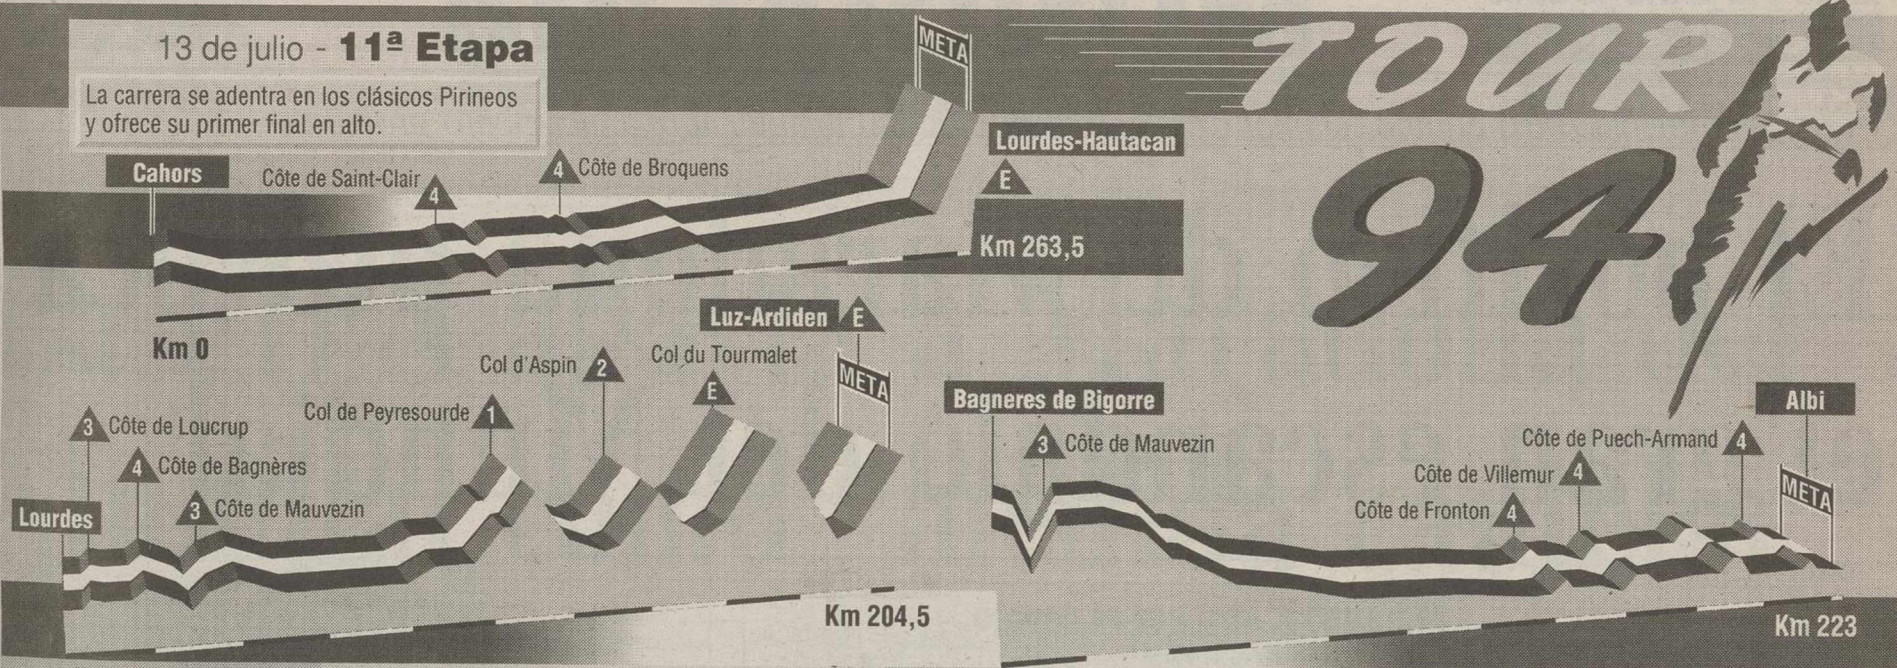 13 de julio - 11ª Etapa
La carrera se adentra en los clásicos Pirineos
y ofrece su primer final en alto.
TOUR
94
META
Cahors
Côte de Saint-Clair
4
4
Côte de Broquens
Lourdes-Hautacan
E
Km 263,5
Km 0
Luz-Ardiden
E
Col d'Aspin
2
Col du Tourmalet
E
META
Col de Peyresourde
1
3
Côte de Loucrup
4
Côte de Bagnères
3
Côte de Mauvezin
Lourdes
Km 204,5
Bagneres de Bigorre
3
Côte de Mauvezin
Albi
Côte de Puech-Armand
4
Côte de Villemur
4
Côte de Fronton
4
META
Km 223